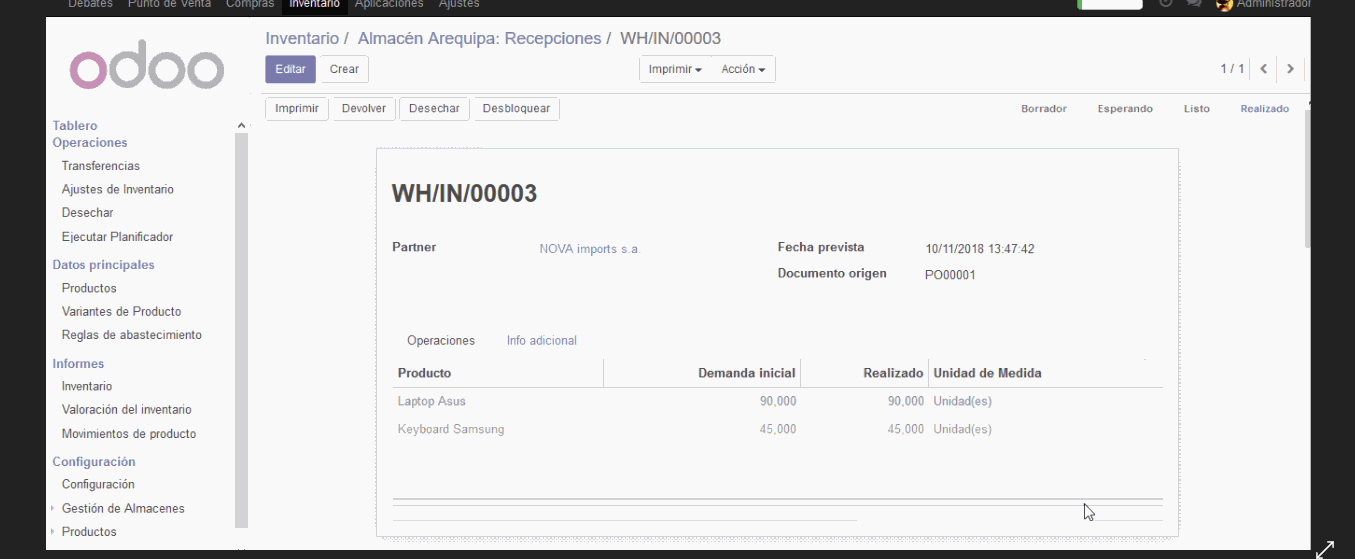 Debates Punto de Venta Compras Inventario Aplicaciones Ajustes Administrador
odoo
Inventario / Almacén Arequipa: Recepciones / WH/IN/00003
Editar Crear Imprimir Acción 1 / 1
Imprimir Devolver Desechar Desbloquear Borrador Esperando Listo Realizado
Tablero
Operaciones
Transferencias
Ajustes de Inventario
Desechar
Ejecutar Planificador
Datos principales
Productos
Variantes de Producto
Reglas de abastecimiento
Informes
Inventario
Valoración del inventario
Movimientos de producto
Configuración
Configuración
Gestión de Almacenes
Productos
WH/IN/00003
Partner NOVA imports s.a. Fecha prevista 10/11/2018 13:47:42
Documento origen PO00001
Operaciones Info adicional
Producto Demanda inicial Realizado Unidad de Medida
Laptop Asus 90,000 90,000 Unidad(es)
Keyboard Samsung 45,000 45,000 Unidad(es)